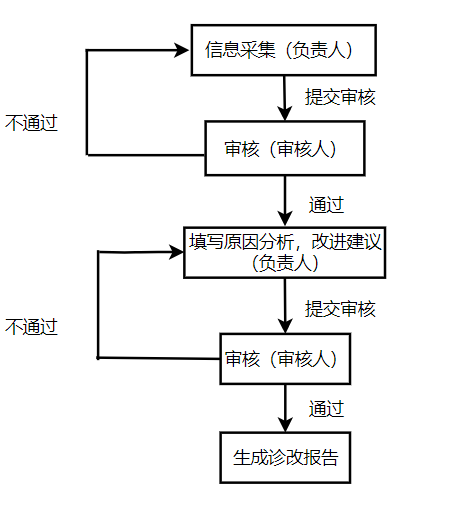 信息采集（负责人）
提交审核
不通过
审核（审核人）
通过
填写原因分析，改进建议
（负责人）
提交审核
不通过
审核（审核人）
通过
生成诊改报告